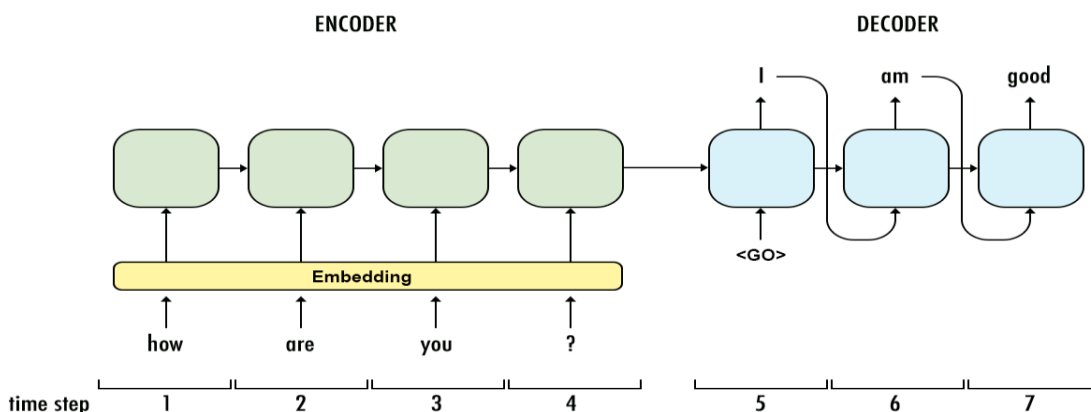 ENCODER DECODER
I am good
<GO>
Embedding
how are you ?
time step 1 2 3 4 5 6 7